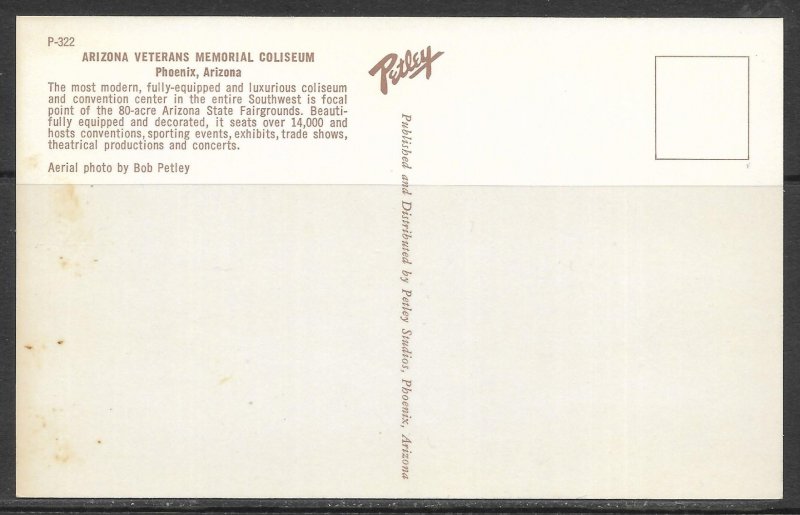 P-322
ARIZONA VETERANS MEMORIAL COLISEUM
Phoenix, Arizona
The most modern, fully-equipped and luxurious coliseum
and convention center in the entire Southwest is focal
point of the 80-acre Arizona State Fairgrounds. Beauti-
fully equipped and decorated, it seats over 14,000 and
hosts conventions, sporting events, exhibits, trade shows,
theatrical productions and concerts.
Aerial photo by Bob Petley
Petley
Published and Distributed by Petley Studios, Phoenix, Arizona